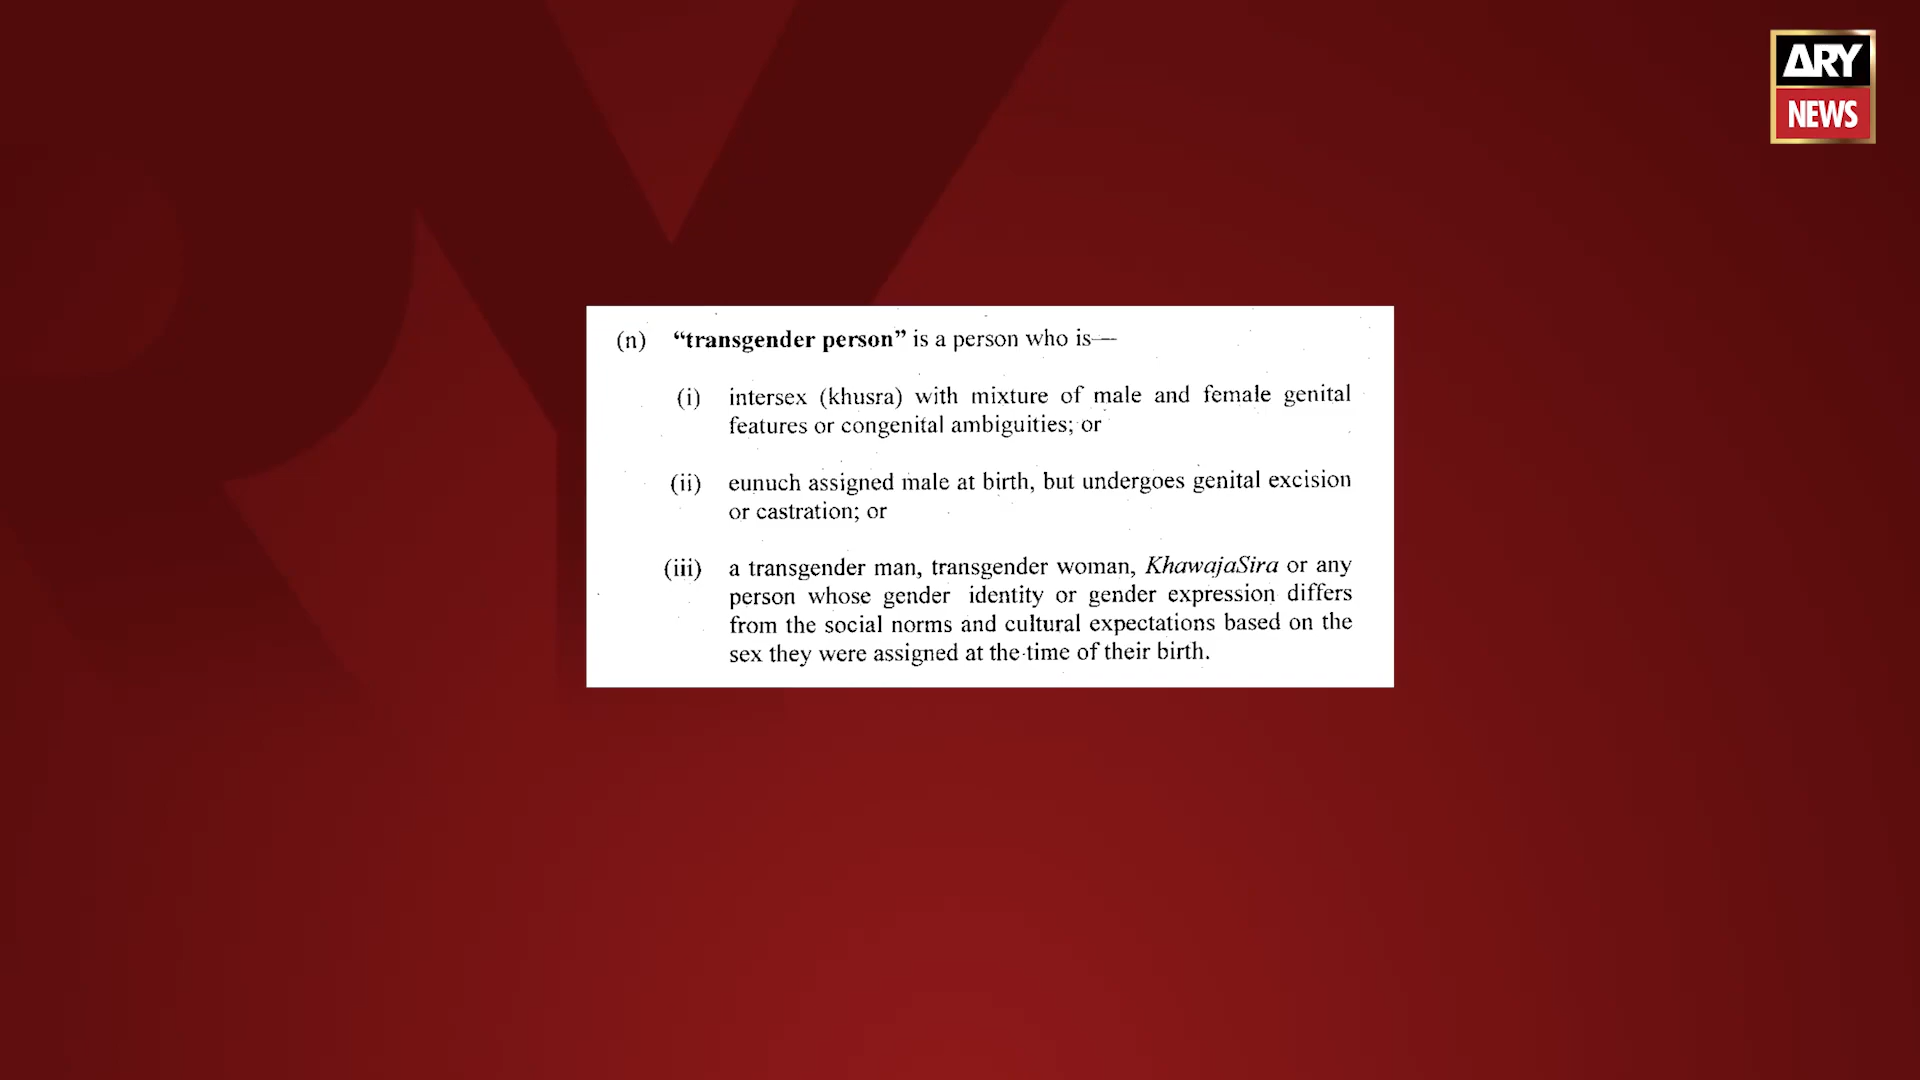 ARY
NEWS
(n) “transgender person” is a person who is—
(i) intersex (khusra) with mixture of male and female genital
features or congenital ambiguities; or
(ii) eunuch assigned male at birth, but undergoes genital excision
or castration; or
(iii) a transgender man, transgender woman, KhawajaSira or any
person whose gender identity or gender expression differs
from the social norms and cultural expectations based on the
sex they were assigned at the time of their birth.